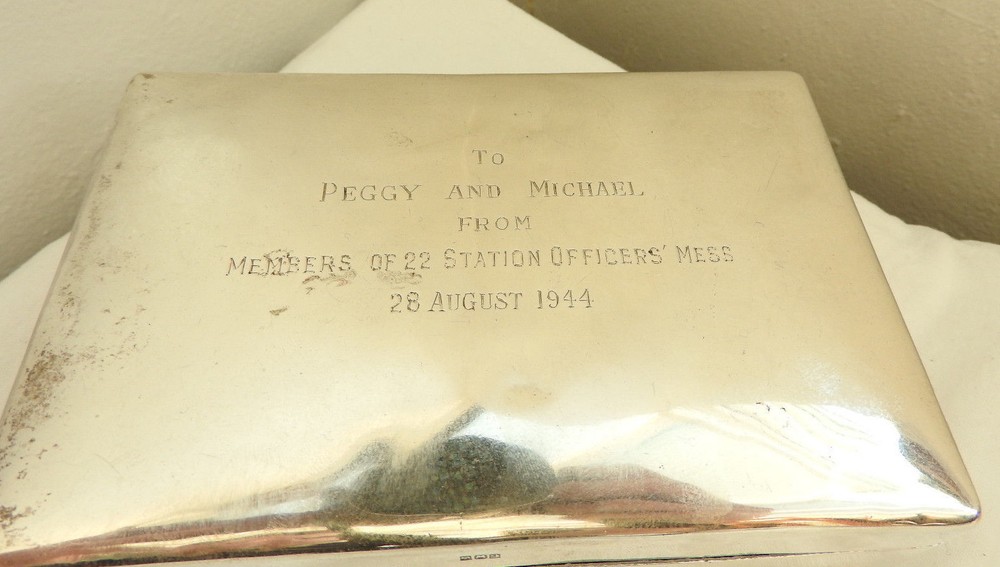 To
PEGGY AND MICHAEL
FROM
MEMBERS OF 22 STATION OFFICERS' MESS
28 AUGUST 1944